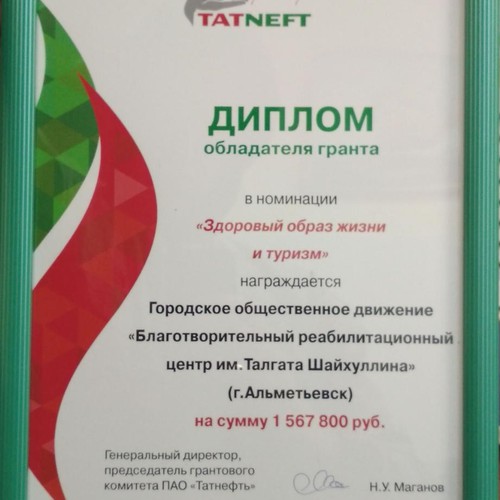 TATNEFT
ДИПЛОМ
обладателя гранта
в номинации
«Здоровый образ жизни
и туризм»
награждается
Городское общественное движение
«Благотворительный реабилитационный
центр им.Талгата Шайхуллина»
(г.Альметьевск)
на сумму 1 567 800 руб.
Генеральный директор,
председатель грантового
комитета ПАО «Татнефть»
Н.У. Маганов